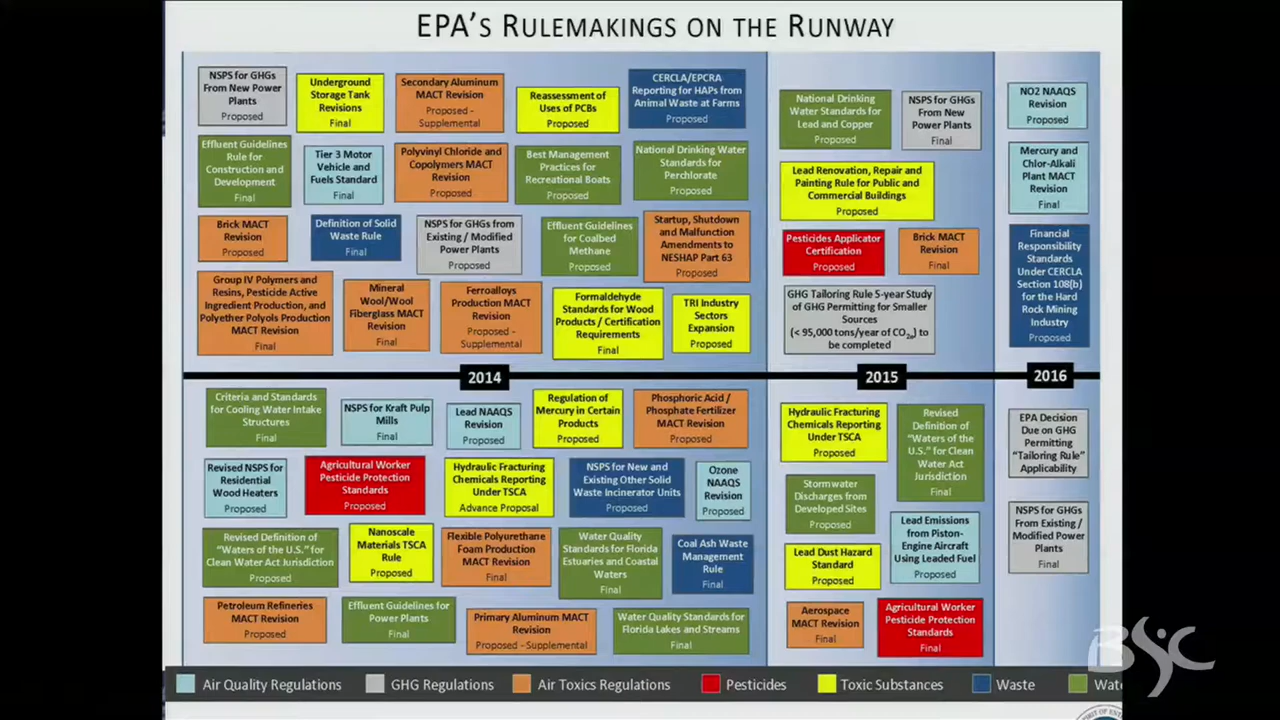 EPA'S RULEMAKINGS ON THE RUNWAY
NSPS for GHGs
From New Power
Plants
Proposed
Underground
Storage Tank
Revisions
Final
Secondary Aluminum
MACT Revision
Proposed -
Supplemental
Reassessment of
Uses of PCBs
Proposed
CERCLA/EPCRA
Reporting for HAPs from
Animal Waste at Farms
Proposed
Effluent Guidelines
Rule for
Construction and
Development
Final
Tier 3 Motor
Vehicle and
Fuels Standard
Final
Polyvinyl Chloride and
Copolymers MACT
Revision
Proposed
Best Management
Practices for
Recreational Boats
Proposed
National Drinking Water
Standards for
Perchlorate
Proposed
Brick MACT
Revision
Proposed
Definition of Solid
Waste Rule
Final
NSPS for GHGs from
Existing / Modified
Power Plants
Proposed
Effluent Guidelines
for Coalbed
Methane
Proposed
Startup, Shutdown
and Malfunction
Amendments to
NESHAP Part 63
Proposed
Group IV Polymers and
Resins, Pesticide Active
Ingredient Production, and
Polyether Polyols Production
MACT Revision
Final
Mineral
Wool/Wool
Fiberglass MACT
Revision
Final
Ferroalloys
Production MACT
Revision
Proposed -
Supplemental
Formaldehyde
Standards for Wood
Products / Certification
Requirements
Final
TRI Industry
Sectors
Expansion
Proposed
National Drinking
Water Standards for
Lead and Copper
Proposed
NSPS for GHGs
From New
Power Plants
Final
Lead Renovation, Repair and
Painting Rule for Public and
Commercial Buildings
Proposed
Pesticides Applicator
Certification
Proposed
Brick MACT
Revision
Final
GHG Tailoring Rule 5-year Study
of GHG Permitting for Smaller
Sources
(< 95,000 tons/year of CO2e) to
be completed
NO2 NAAQS
Revision
Proposed
Mercury and
Chlor-Alkali
Plant MACT
Revision
Final
Financial
Responsibility
Standards
Under CERCLA
Section 108(b)
for the Hard
Rock Mining
Industry
Proposed
2014
2015
2016
Criteria and Standards
for Cooling Water Intake
Structures
Final
NSPS for Kraft Pulp
Mills
Final
Lead NAAQS
Revision
Proposed
Regulation of
Mercury in Certain
Products
Proposed
Phosphoric Acid /
Phosphate Fertilizer
MACT Revision
Proposed
Revised NSPS for
Residential
Wood Heaters
Proposed
Agricultural Worker
Pesticide Protection
Standards
Proposed
Hydraulic Fracturing
Chemicals Reporting
Under TSCA
Advance Proposal
NSPS for New and
Existing Other Solid
Waste Incinerator Units
Proposed
Ozone
NAAQS
Revision
Proposed
Revised Definition of
"Waters of the U.S." for
Clean Water Act Jurisdiction
Proposed
Nanoscale
Materials TSCA
Rule
Proposed
Flexible Polyurethane
Foam Production
MACT Revision
Final
Water Quality
Standards for Florida
Estuaries and Coastal
Waters
Final
Coal Ash Waste
Management
Rule
Final
Petroleum Refineries
MACT Revision
Proposed
Effluent Guidelines for
Power Plants
Final
Primary Aluminum MACT
Revision
Proposed - Supplemental
Water Quality Standards for
Florida Lakes and Streams
Final
Hydraulic Fracturing
Chemicals Reporting
Under TSCA
Proposed
Revised
Definition of
"Waters of the
U.S." for Clean
Water Act
Jurisdiction
Final
Stormwater
Discharges from
Developed Sites
Proposed
Lead Emissions
from Piston-
Engine Aircraft
Using Leaded Fuel
Proposed
Lead Dust Hazard
Standard
Proposed
Aerospace
MACT Revision
Final
Agricultural Worker
Pesticide Protection
Standards
Final
EPA Decision
Due on GHG
Permitting
"Tailoring Rule"
Applicability
NSPS for GHGs
From Existing /
Modified Power
Plants
Final
BSC
Air Quality Regulations
GHG Regulations
Air Toxics Regulations
Pesticides
Toxic Substances
Waste